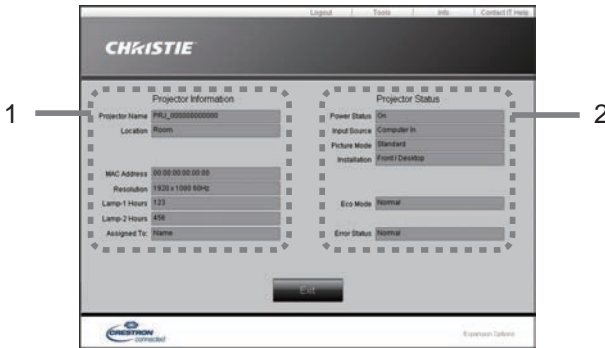 Logout Tools Info Contact IT Help
CHRISTIE
1
2
Projector Information
Projector Name PRJ_000000000000
Location Room
MAC Address 00:00:00:00:00:00
Resolution 1920 x 1080 60Hz
Lamp-1 Hours 123
Lamp-2 Hours 456
Assigned To: Name
Projector Status
Power Status On
Input Source Computer In
Picture Mode Standard
Installation Front / Desktop
Eco Mode Normal
Error Status Normal
Exit
CRESTRON
connected
Expansion Options